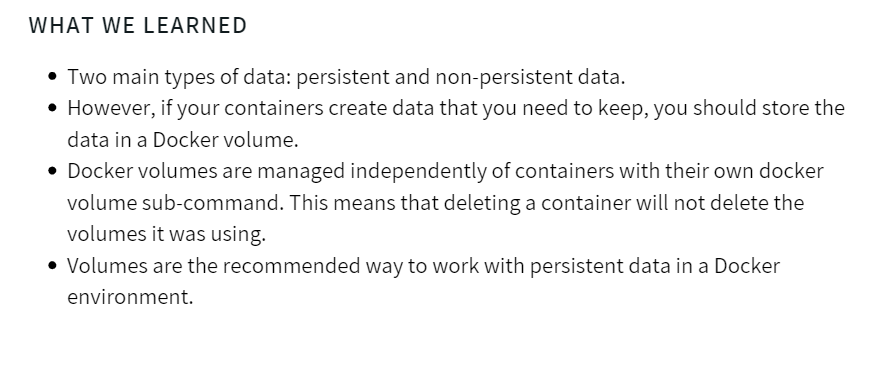 WHAT WE LEARNED
• Two main types of data: persistent and non-persistent data.
• However, if your containers create data that you need to keep, you should store the
data in a Docker volume.
• Docker volumes are managed independently of containers with their own docker
volume sub-command. This means that deleting a container will not delete the
volumes it was using.
• Volumes are the recommended way to work with persistent data in a Docker
environment.